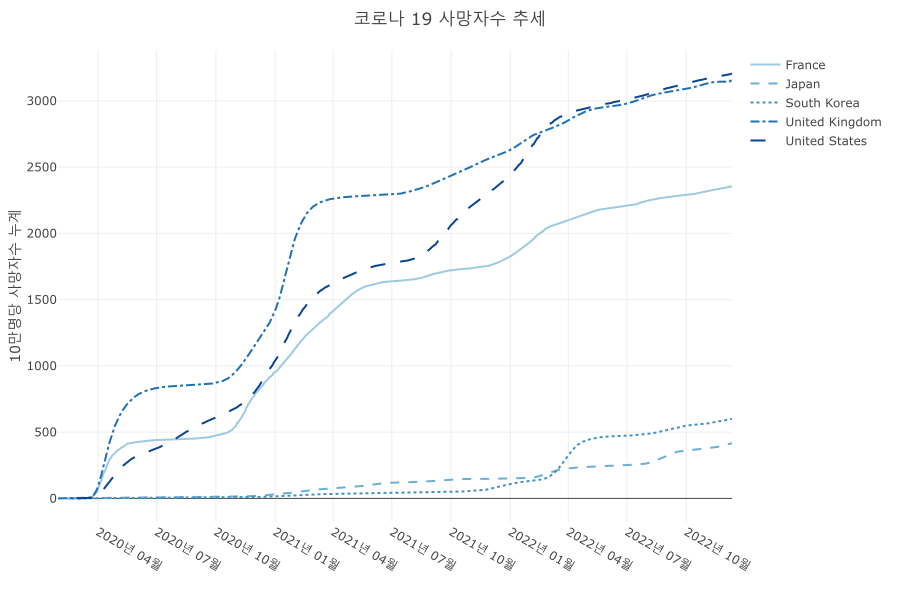 코로나 19 사망자수 추세
France
Japan
South Korea
United Kingdom
United States
10만명당 사망자수 누계
3000
2500
2000
1500
1000
500
0
2020년 04월
2020년 07월
2020년 10월
2021년 01월
2021년 04월
2021년 07월
2021년 10월
2022년 01월
2022년 04월
2022년 07월
2022년 10월